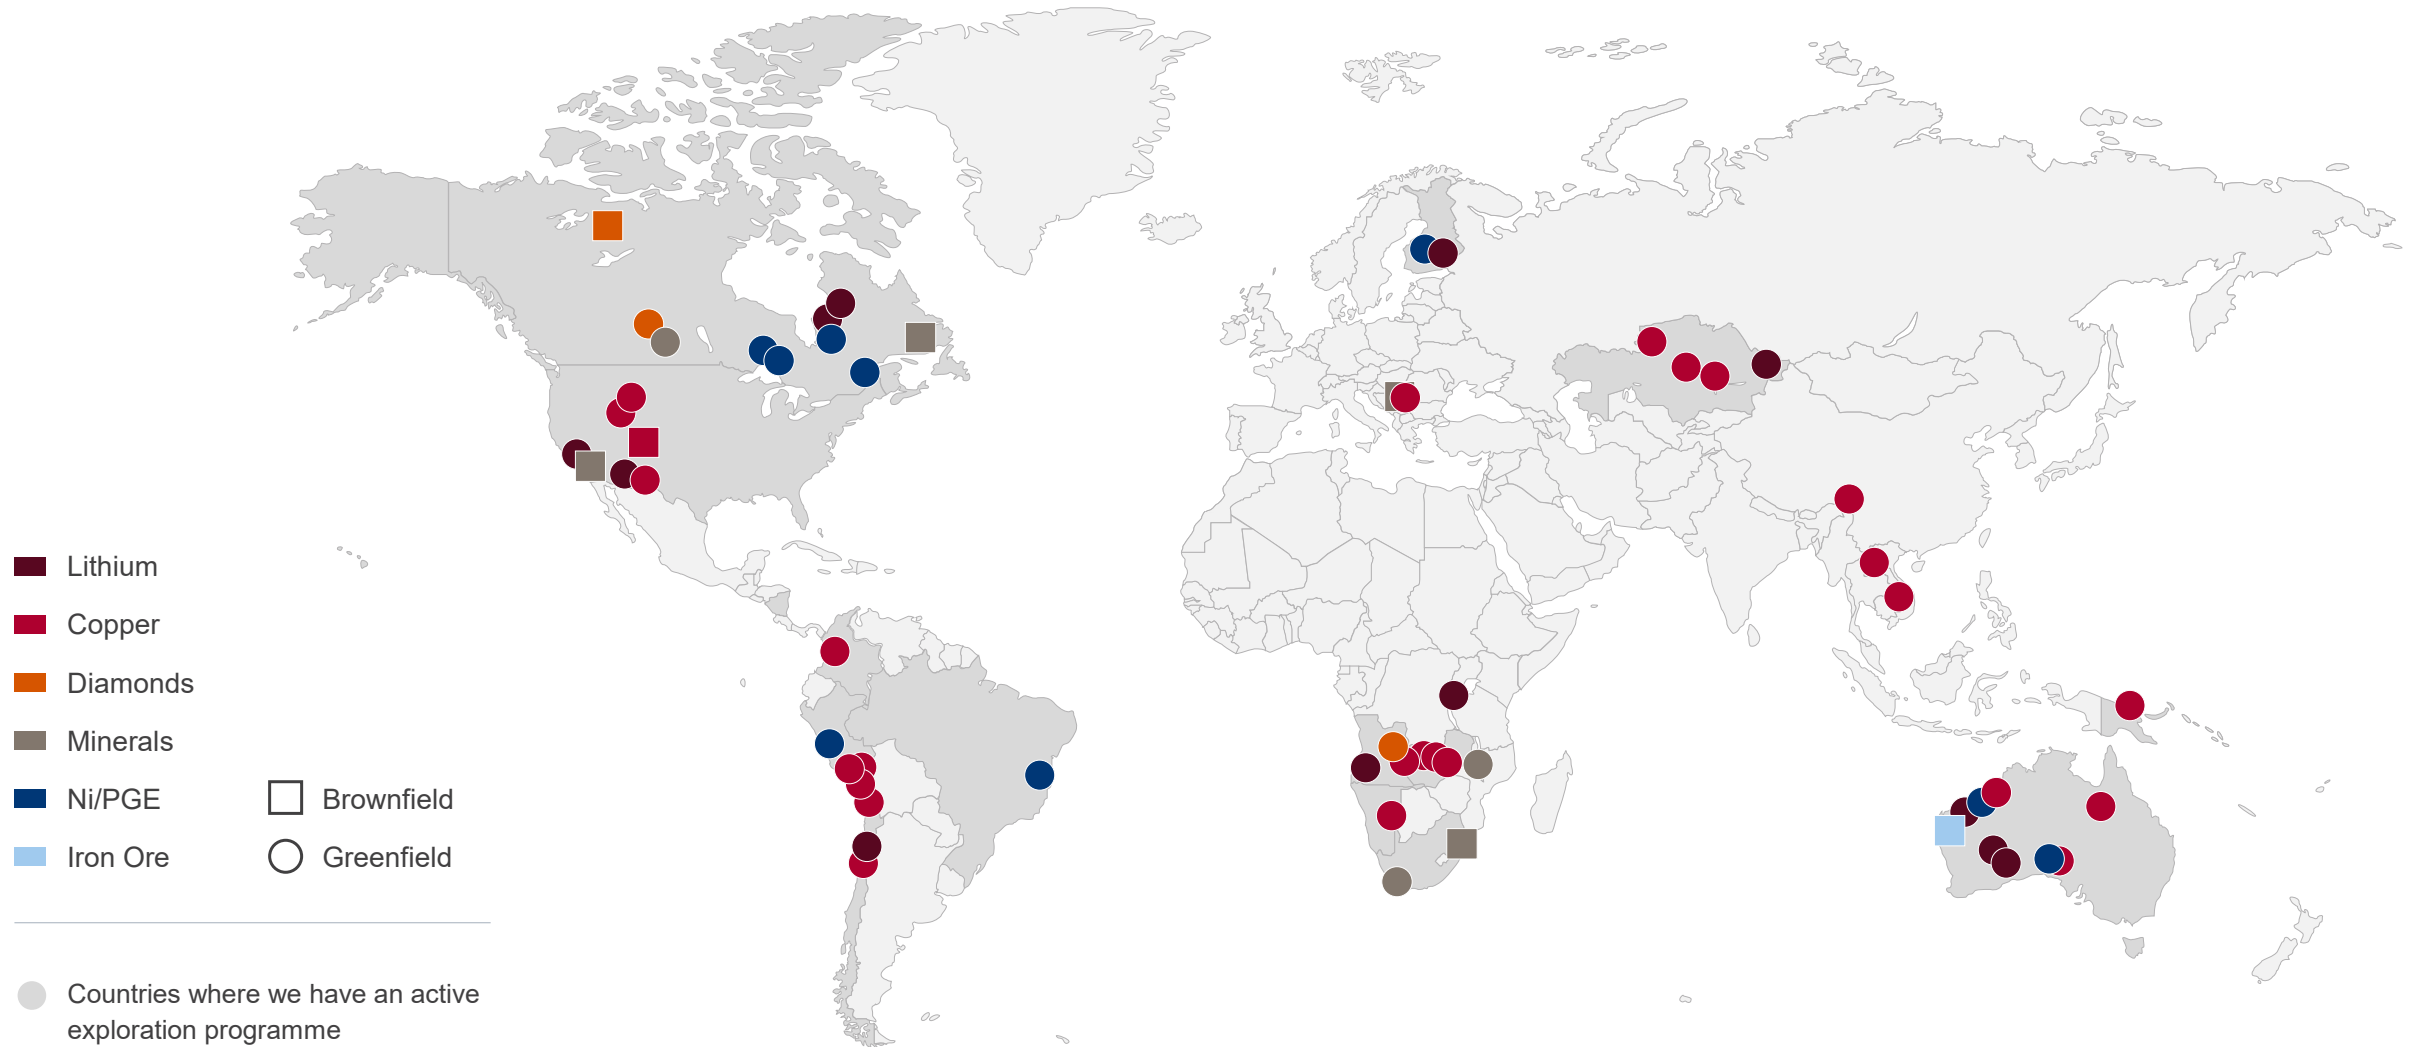 Lithium
Copper
Diamonds
Minerals
Ni/PGE
Brownfield
Iron Ore
Greenfield
Countries where we have an active
exploration programme